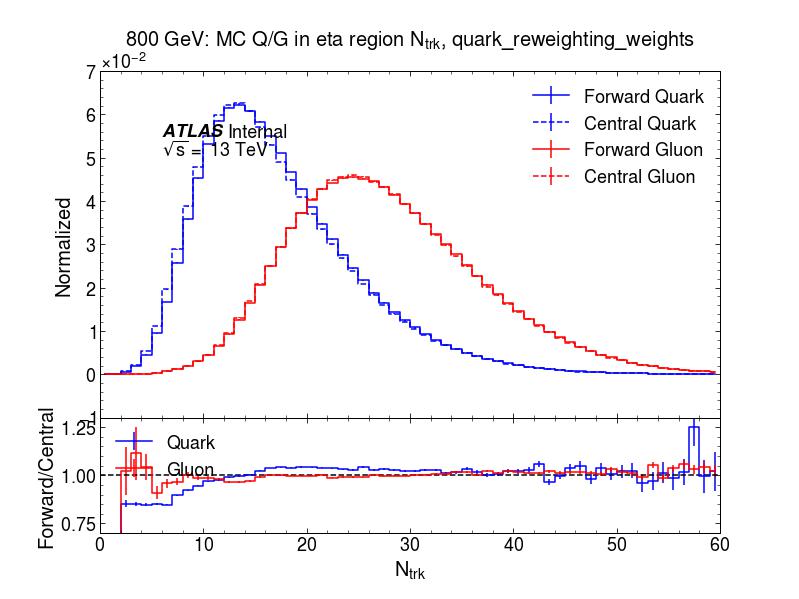 800 GeV: MC Q/G in eta region N_trk, quark_reweighting_weights
×10^−2
7
6
5
4
3
2
1
0
−1
Normalized
ATLAS Internal
√s = 13 TeV
Forward Quark
Central Quark
Forward Gluon
Central Gluon
1.25
1.00
0.75
Forward/Central
Quark
Gluon
0 10 20 30 40 50 60
N_trk